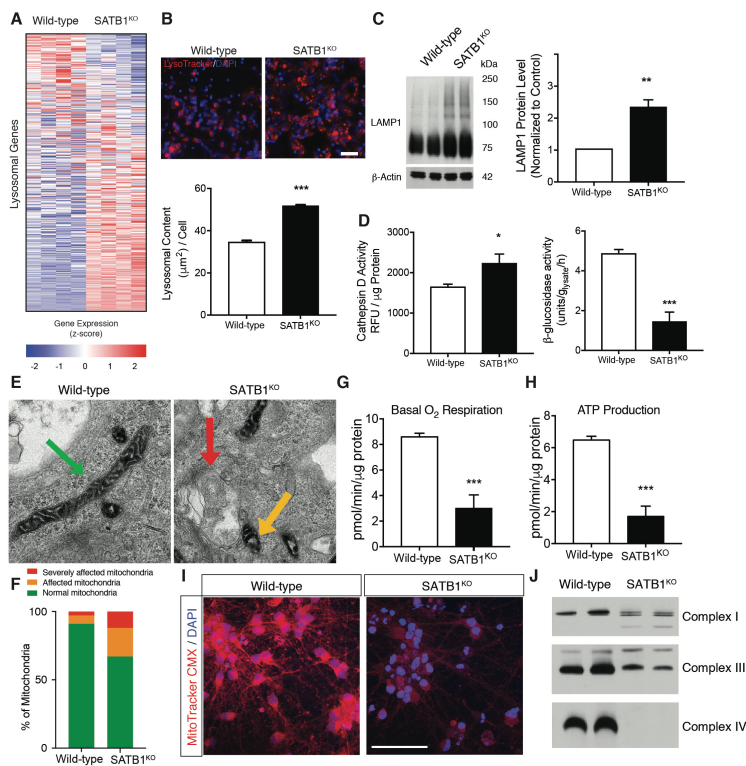 A
Wild-type SATB1KO
Lysosomal Genes
Gene Expression
(z-score)
-2 -1 0 1 2
B
Wild-type SATB1KO
LysoTracker/DAPI
Lysosomal Content
(µm2) / Cell
60
40
20
0
***
Wild-type SATB1KO
C
Wild-type
SATB1KO
kDa
250
150
100
75
42
LAMP1
β-Actin
LAMP1 Protein Level
(Normalized to Control)
4
3
2
1
0
**
Wild-type SATB1KO
D
Cathepsin D Activity
RFU / µg Protein
3000
2000
1000
0
*
Wild-type SATB1KO
β-glucosidase activity
(units/glysate/h)
6
4
2
0
***
Wild-type SATB1KO
E
Wild-type SATB1KO
F
Severely affected mitochondria
Affected mitochondria
Normal mitochondria
% of Mitochondria
100
50
0
Wild-type SATB1KO
G
Basal O2 Respiration
pmol/min/µg protein
10
8
6
4
2
0
***
Wild-type SATB1KO
H
ATP Production
pmol/min/µg protein
8
6
4
2
0
***
Wild-type SATB1KO
I
Wild-type SATB1KO
MitoTracker CMX / DAPI
J
Wild-type SATB1KO
Complex I
Complex III
Complex IV